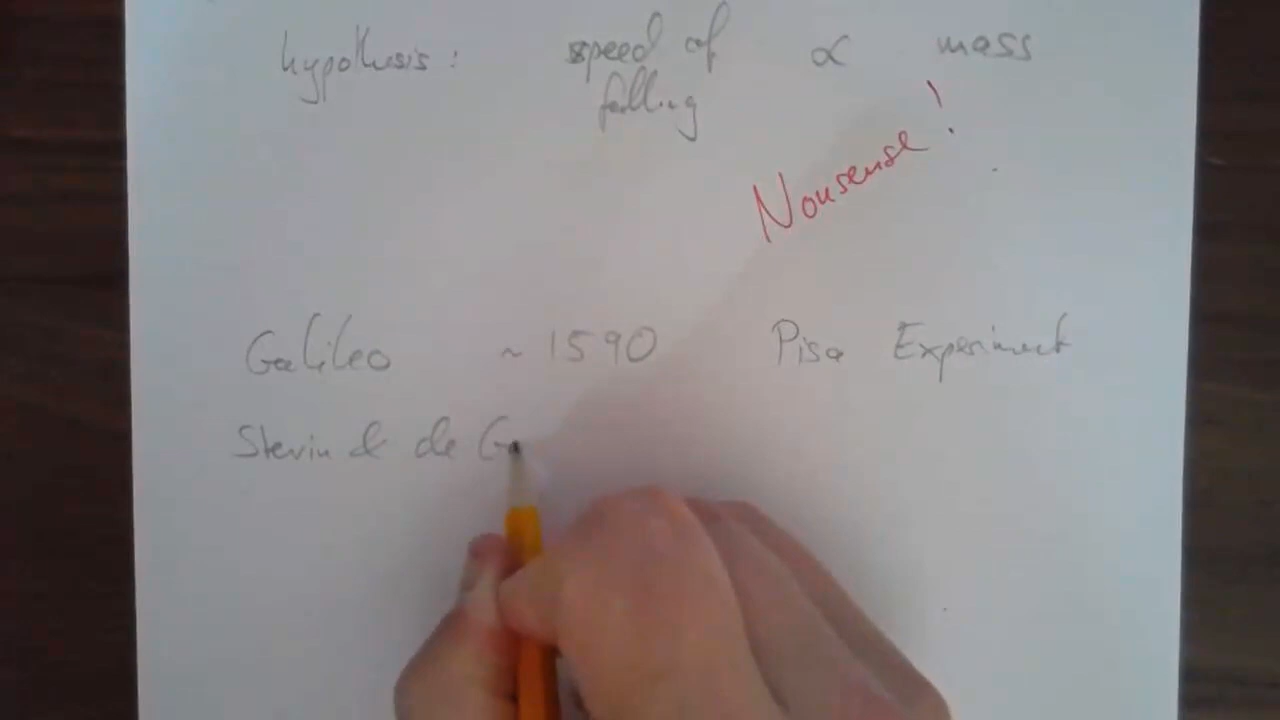 hypothesis: speed of ∝ mass
falling
Nonsense!
Galileo ~ 1590 Pisa Experiment
Stevin & de G